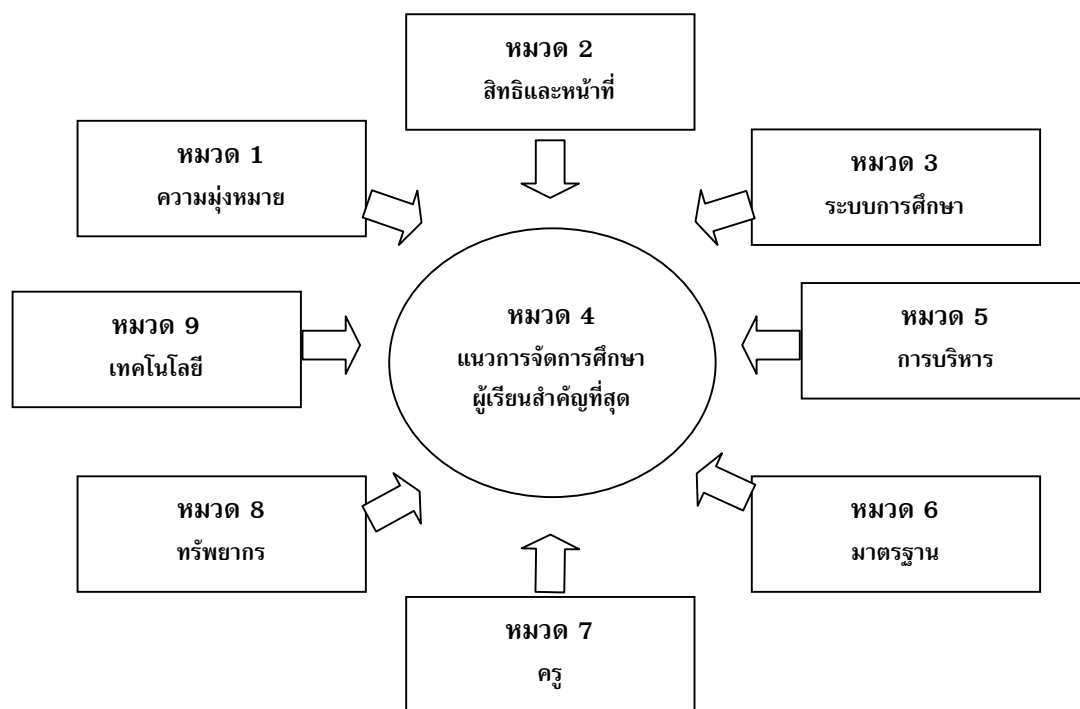 หมวด 2
สิทธิและหน้าที่
หมวด 1
ความมุ่งหมาย
หมวด 3
ระบบการศึกษา
หมวด 9
เทคโนโลยี
หมวด 4
แนวการจัดการศึกษา
ผู้เรียนสำคัญที่สุด
หมวด 5
การบริหาร
หมวด 8
ทรัพยากร
หมวด 6
มาตรฐาน
หมวด 7
ครู